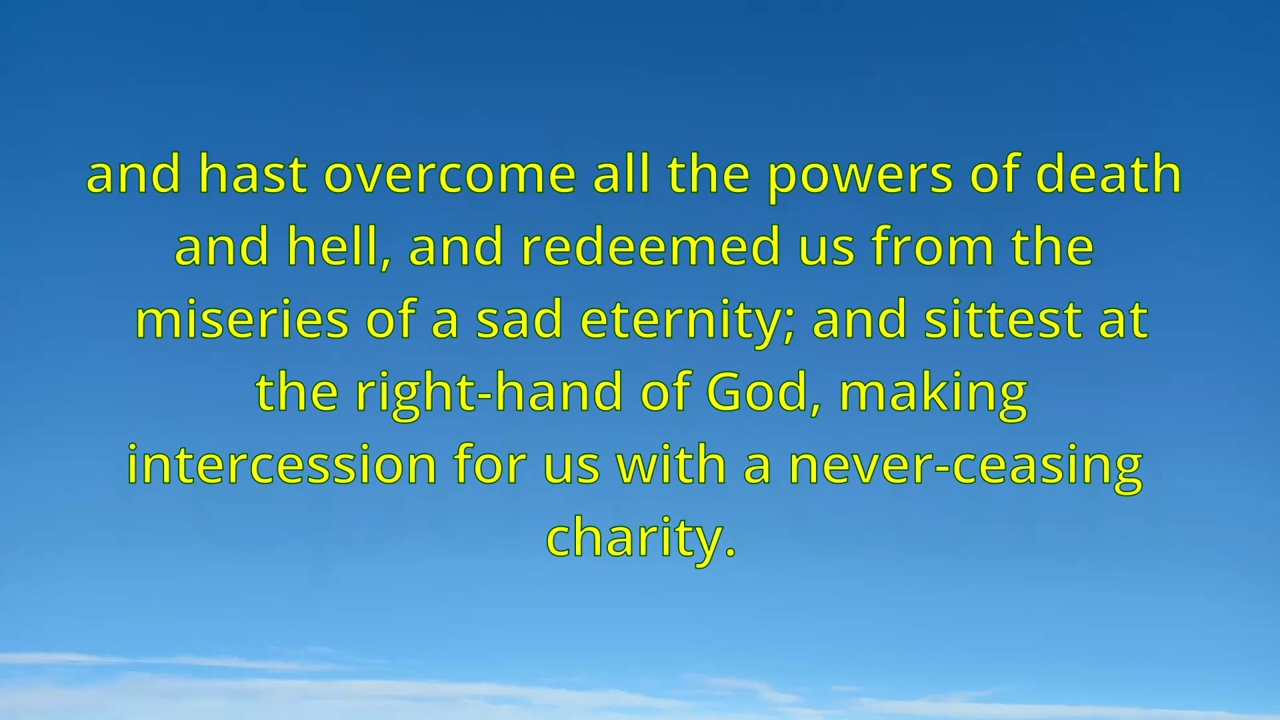 and hast overcome all the powers of death
and hell, and redeemed us from the
miseries of a sad eternity; and sittest at
the right-hand of God, making
intercession for us with a never-ceasing
charity.